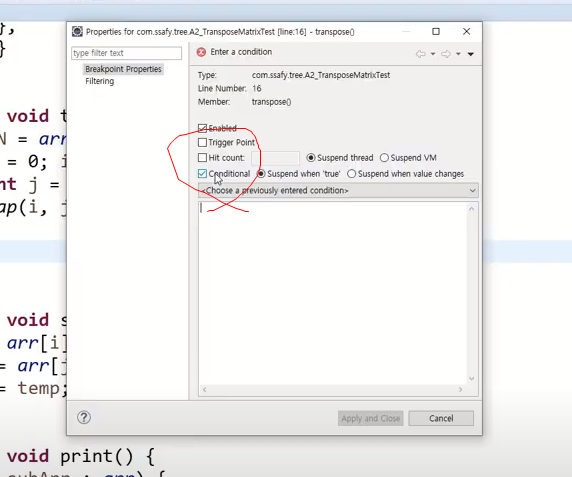 },
}
Properties for com.ssafy.tree.A2_TransposeMatrixTest [line:16] - transpose()
type filter text
Breakpoint Properties
Filtering
Enter a condition
Type: com.ssafy.tree.A2_TransposeMatrixTest
Line Number: 16
Member: transpose()
Enabled
Trigger Point
Hit count: Suspend thread Suspend VM
Conditional Suspend when 'true' Suspend when value changes
<Choose a previously entered condition>
Apply and Close Cancel
void t
N = arr
= 0; i
nt j =
ap(i, j
void s
arr[i]
= arr[j
= temp;
void print() {